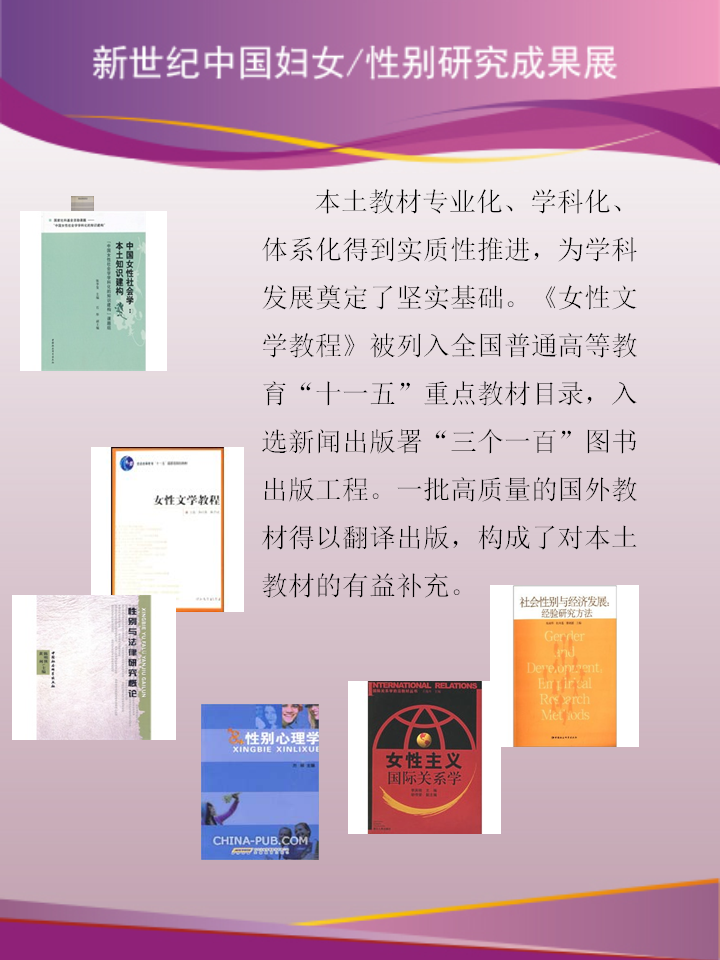 新世纪中国妇女/性别研究成果展
本土教材专业化、学科化、
体系化得到实质性推进，为学科
发展奠定了坚实基础。《女性文
学教程》被列入全国普通高等教
育“十一五”重点教材目录，入
选新闻出版署“三个一百”图书
出版工程。一批高质量的国外教
材得以翻译出版，构成了对本土
教材的有益补充。
中国女性社会学：
本土知识建构
女性文学教程
性别与法律研究概论
XINGBIE YU FALU YANJIU GAILUN
性别心理学
XINGBIE XINLIXUE
CHINA-PUB.COM
INTERNATIONAL RELATIONS
女性主义
国际关系学
社会性别与经济发展：
经验研究方法
Gender
and
Development,
Empirical
Research
Methods